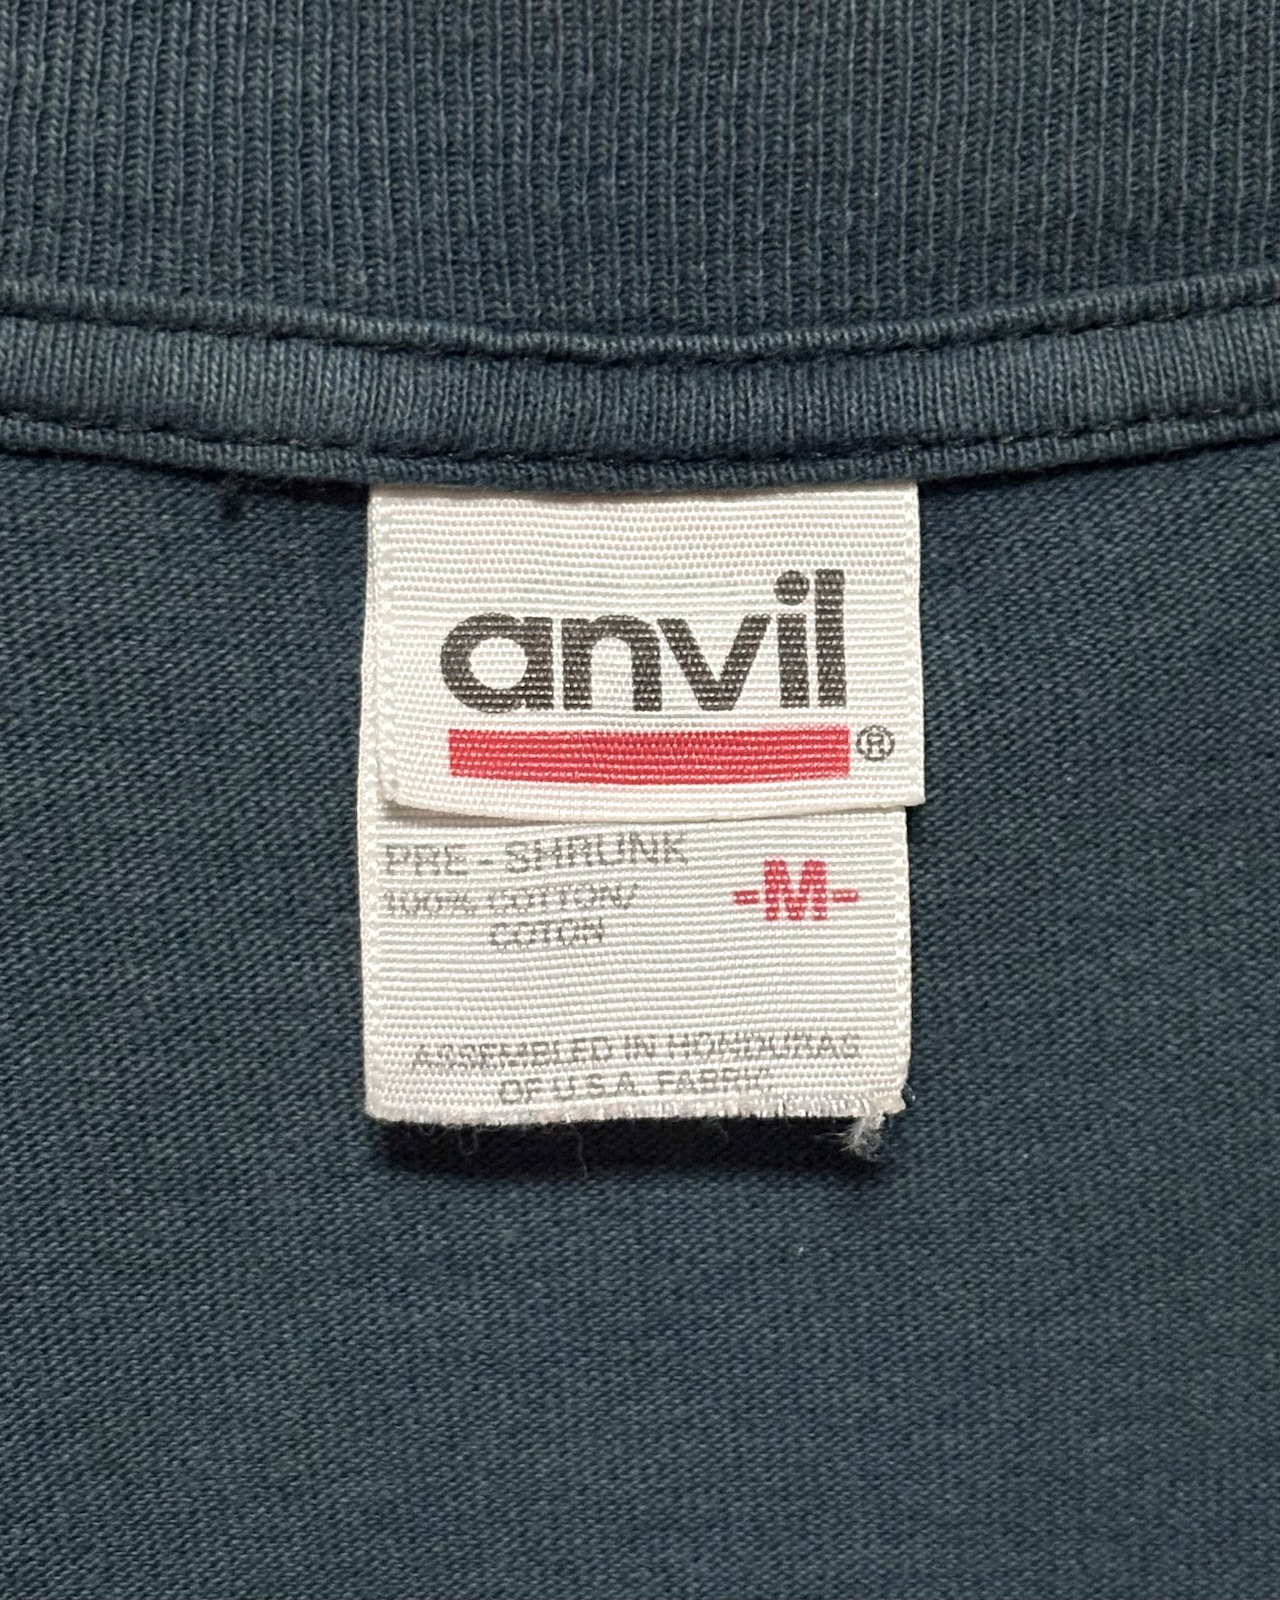 anvil®
PRE - SHRUNK
100% COTTON/
COTON
-M-
ASSEMBLED IN HONDURAS
OF U.S.A. FABRIC